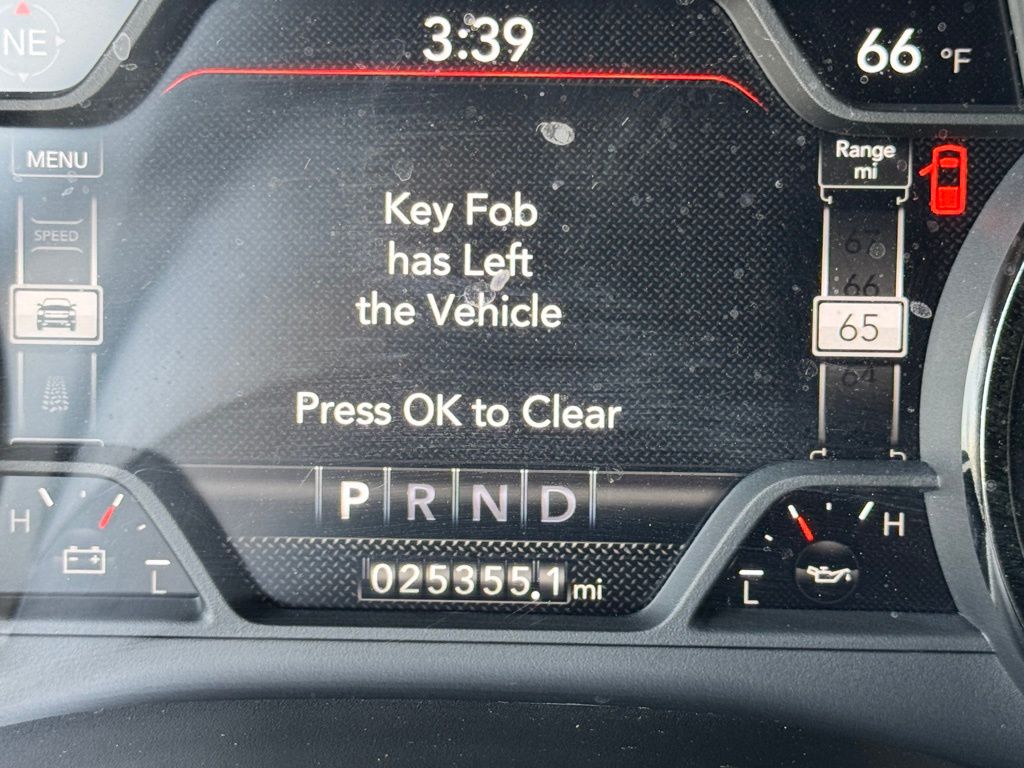 NE
3:39
66 °F
MENU
SPEED
Range
mi
67
66
65
64
Key Fob
has Left
the Vehicle
Press OK to Clear
P R N D
H
L
025355.1 mi
H
L